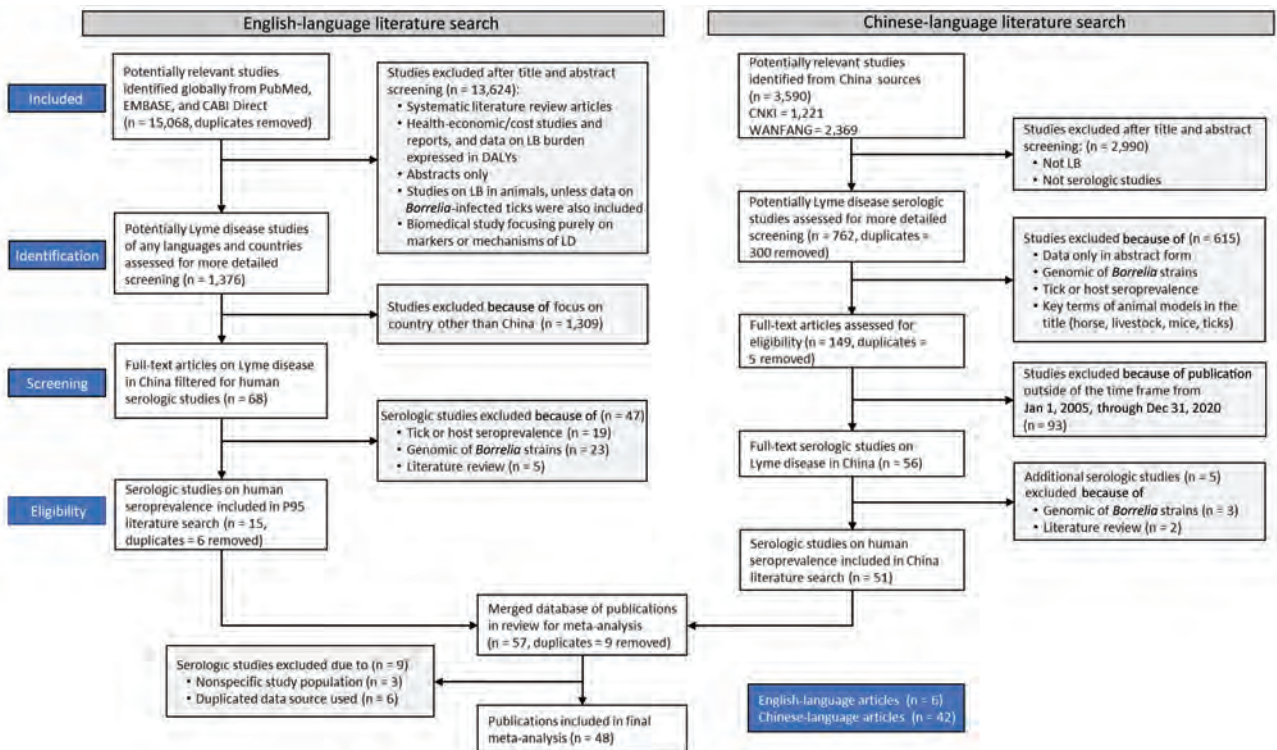 English-language literature search
Included
Potentially relevant studies
identified globally from PubMed,
EMBASE, and CABI Direct
(n = 15,068, duplicates removed)
Studies excluded after title and abstract
screening (n = 13,624):
• Systematic literature review articles
• Health-economic/cost studies and
reports, and data on LB burden
expressed in DALYs
• Abstracts only
• Studies on LB in animals, unless data on
Borrelia-infected ticks were also included
• Biomedical study focusing purely on
markers or mechanisms of LD
Identification
Potentially Lyme disease studies
of any languages and countries
assessed for more detailed
screening (n = 1,376)
Studies excluded because of focus on
country other than China (n = 1,309)
Screening
Full-text articles on Lyme disease
in China filtered for human
serologic studies (n = 68)
Serologic studies excluded because of (n = 47)
• Tick or host seroprevalence (n = 19)
• Genomic of Borrelia strains (n = 23)
• Literature review (n = 5)
Eligibility
Serologic studies on human
seroprevalence included in P95
literature search (n = 15,
duplicates = 6 removed)
Chinese-language literature search
Potentially relevant studies
identified from China sources
(n = 3,590)
CNKI = 1,221
WANFANG = 2,369
Studies excluded after title and abstract
screening: (n = 2,990)
• Not LB
• Not serologic studies
Potentially Lyme disease serologic
studies assessed for more detailed
screening (n = 762, duplicates =
300 removed)
Studies excluded because of (n = 615)
• Data only in abstract form
• Genomic of Borrelia strains
• Tick or host seroprevalence
• Key terms of animal models in the
title (horse, livestock, mice, ticks)
Full-text articles assessed for
eligibility (n = 149, duplicates =
5 removed)
Studies excluded because of publication
outside of the time frame from
Jan 1, 2005, through Dec 31, 2020
(n = 93)
Full-text serologic studies on
Lyme disease in China (n = 56)
Additional serologic studies (n = 5)
excluded because of
• Genomic of Borrelia strains (n = 3)
• Literature review (n = 2)
Serologic studies on human
seroprevalence included in China
literature search (n = 51)
Merged database of publications
in review for meta-analysis
(n = 57, duplicates = 9 removed)
Serologic studies excluded due to (n = 9)
• Nonspecific study population (n = 3)
• Duplicated data source used (n = 6)
Publications included in final
meta-analysis (n = 48)
English-language articles (n = 6)
Chinese-language articles (n = 42)